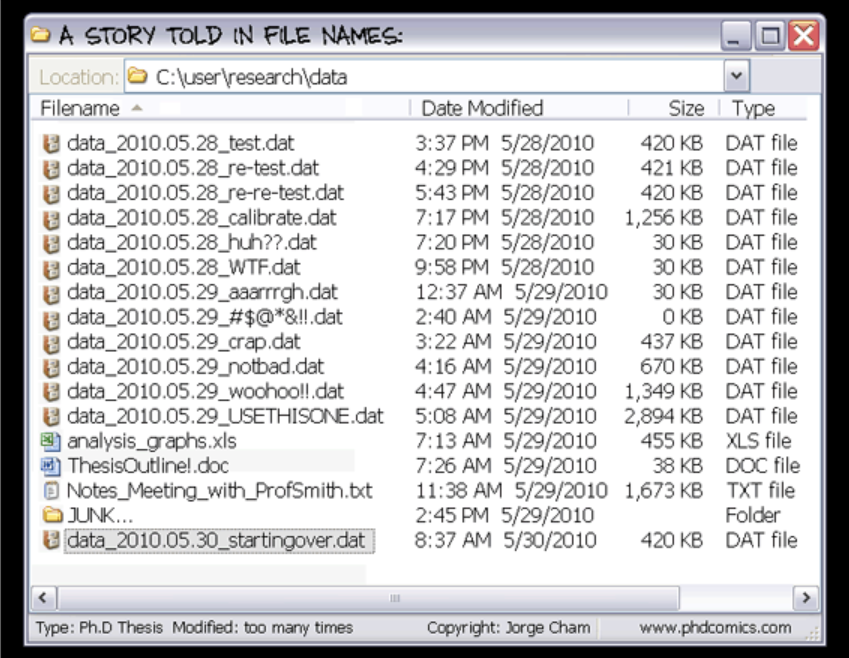 A STORY TOLD IN FILE NAMES:
Location: C:\user\research\data
Filename Date Modified Size Type
data_2010.05.28_test.dat 3:37 PM 5/28/2010 420 KB DAT file
data_2010.05.28_re-test.dat 4:29 PM 5/28/2010 421 KB DAT file
data_2010.05.28_re-re-test.dat 5:43 PM 5/28/2010 420 KB DAT file
data_2010.05.28_calibrate.dat 7:17 PM 5/28/2010 1,256 KB DAT file
data_2010.05.28_huh??.dat 7:20 PM 5/28/2010 30 KB DAT file
data_2010.05.28_WTF.dat 9:58 PM 5/28/2010 30 KB DAT file
data_2010.05.29_aaarrrgh.dat 12:37 AM 5/29/2010 30 KB DAT file
data_2010.05.29_#$@*&!!.dat 2:40 AM 5/29/2010 0 KB DAT file
data_2010.05.29_crap.dat 3:22 AM 5/29/2010 437 KB DAT file
data_2010.05.29_notbad.dat 4:16 AM 5/29/2010 670 KB DAT file
data_2010.05.29_woohoo!!.dat 4:47 AM 5/29/2010 1,349 KB DAT file
data_2010.05.29_USETHISONE.dat 5:08 AM 5/29/2010 2,894 KB DAT file
analysis_graphs.xls 7:13 AM 5/29/2010 455 KB XLS file
ThesisOutline!.doc 7:26 AM 5/29/2010 38 KB DOC file
Notes_Meeting_with_ProfSmith.txt 11:38 AM 5/29/2010 1,673 KB TXT file
JUNK... 2:45 PM 5/29/2010 Folder
data_2010.05.30_startingover.dat 8:37 AM 5/30/2010 420 KB DAT file
Type: Ph.D Thesis Modified: too many times Copyright: Jorge Cham www.phdcomics.com